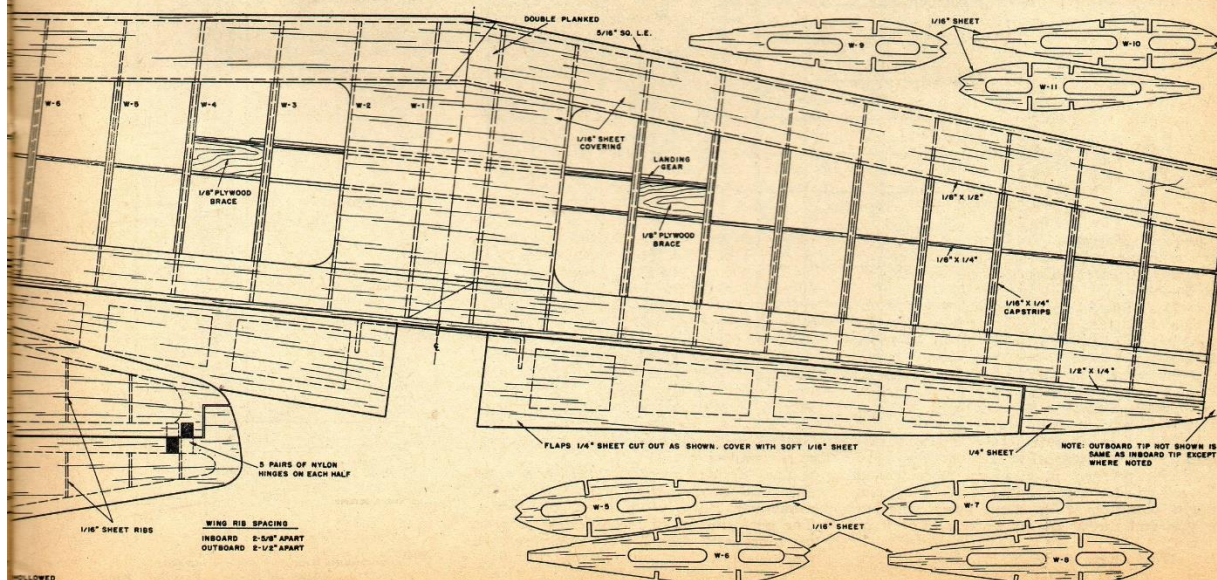 DOUBLE PLANKED
5/16" SQ. L.E.
W-9
1/16" SHEET
W-10
W-11
W-6
W-5
W-4
W-3
W-2
W-1
1/16" SHEET
COVERING
LANDING
GEAR
1/8" PLYWOOD
BRACE
1/8" PLYWOOD
BRACE
1/8" X 1/2"
1/8" X 1/4"
1/16" X 1/4"
CAPSTRIPS
1/2" X 1/4"
FLAPS 1/4" SHEET CUT OUT AS SHOWN. COVER WITH SOFT 1/16" SHEET
1/4" SHEET
NOTE: OUTBOARD TIP NOT SHOWN IS
SAME AS INBOARD TIP EXCEPT
WHERE NOTED
5 PAIRS OF NYLON
HINGES ON EACH HALF
1/16" SHEET RIBS
WING RIB SPACING
INBOARD 2-5/8" APART
OUTBOARD 2-1/2" APART
W-5
1/16" SHEET
W-7
W-6
W-8
HOLLOWED